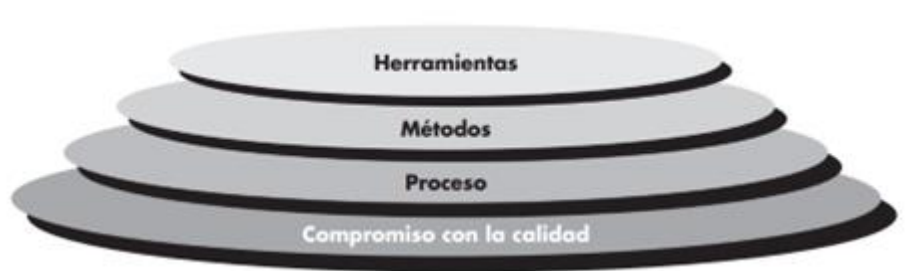 Herramientas
Métodos
Proceso
Compromiso con la calidad